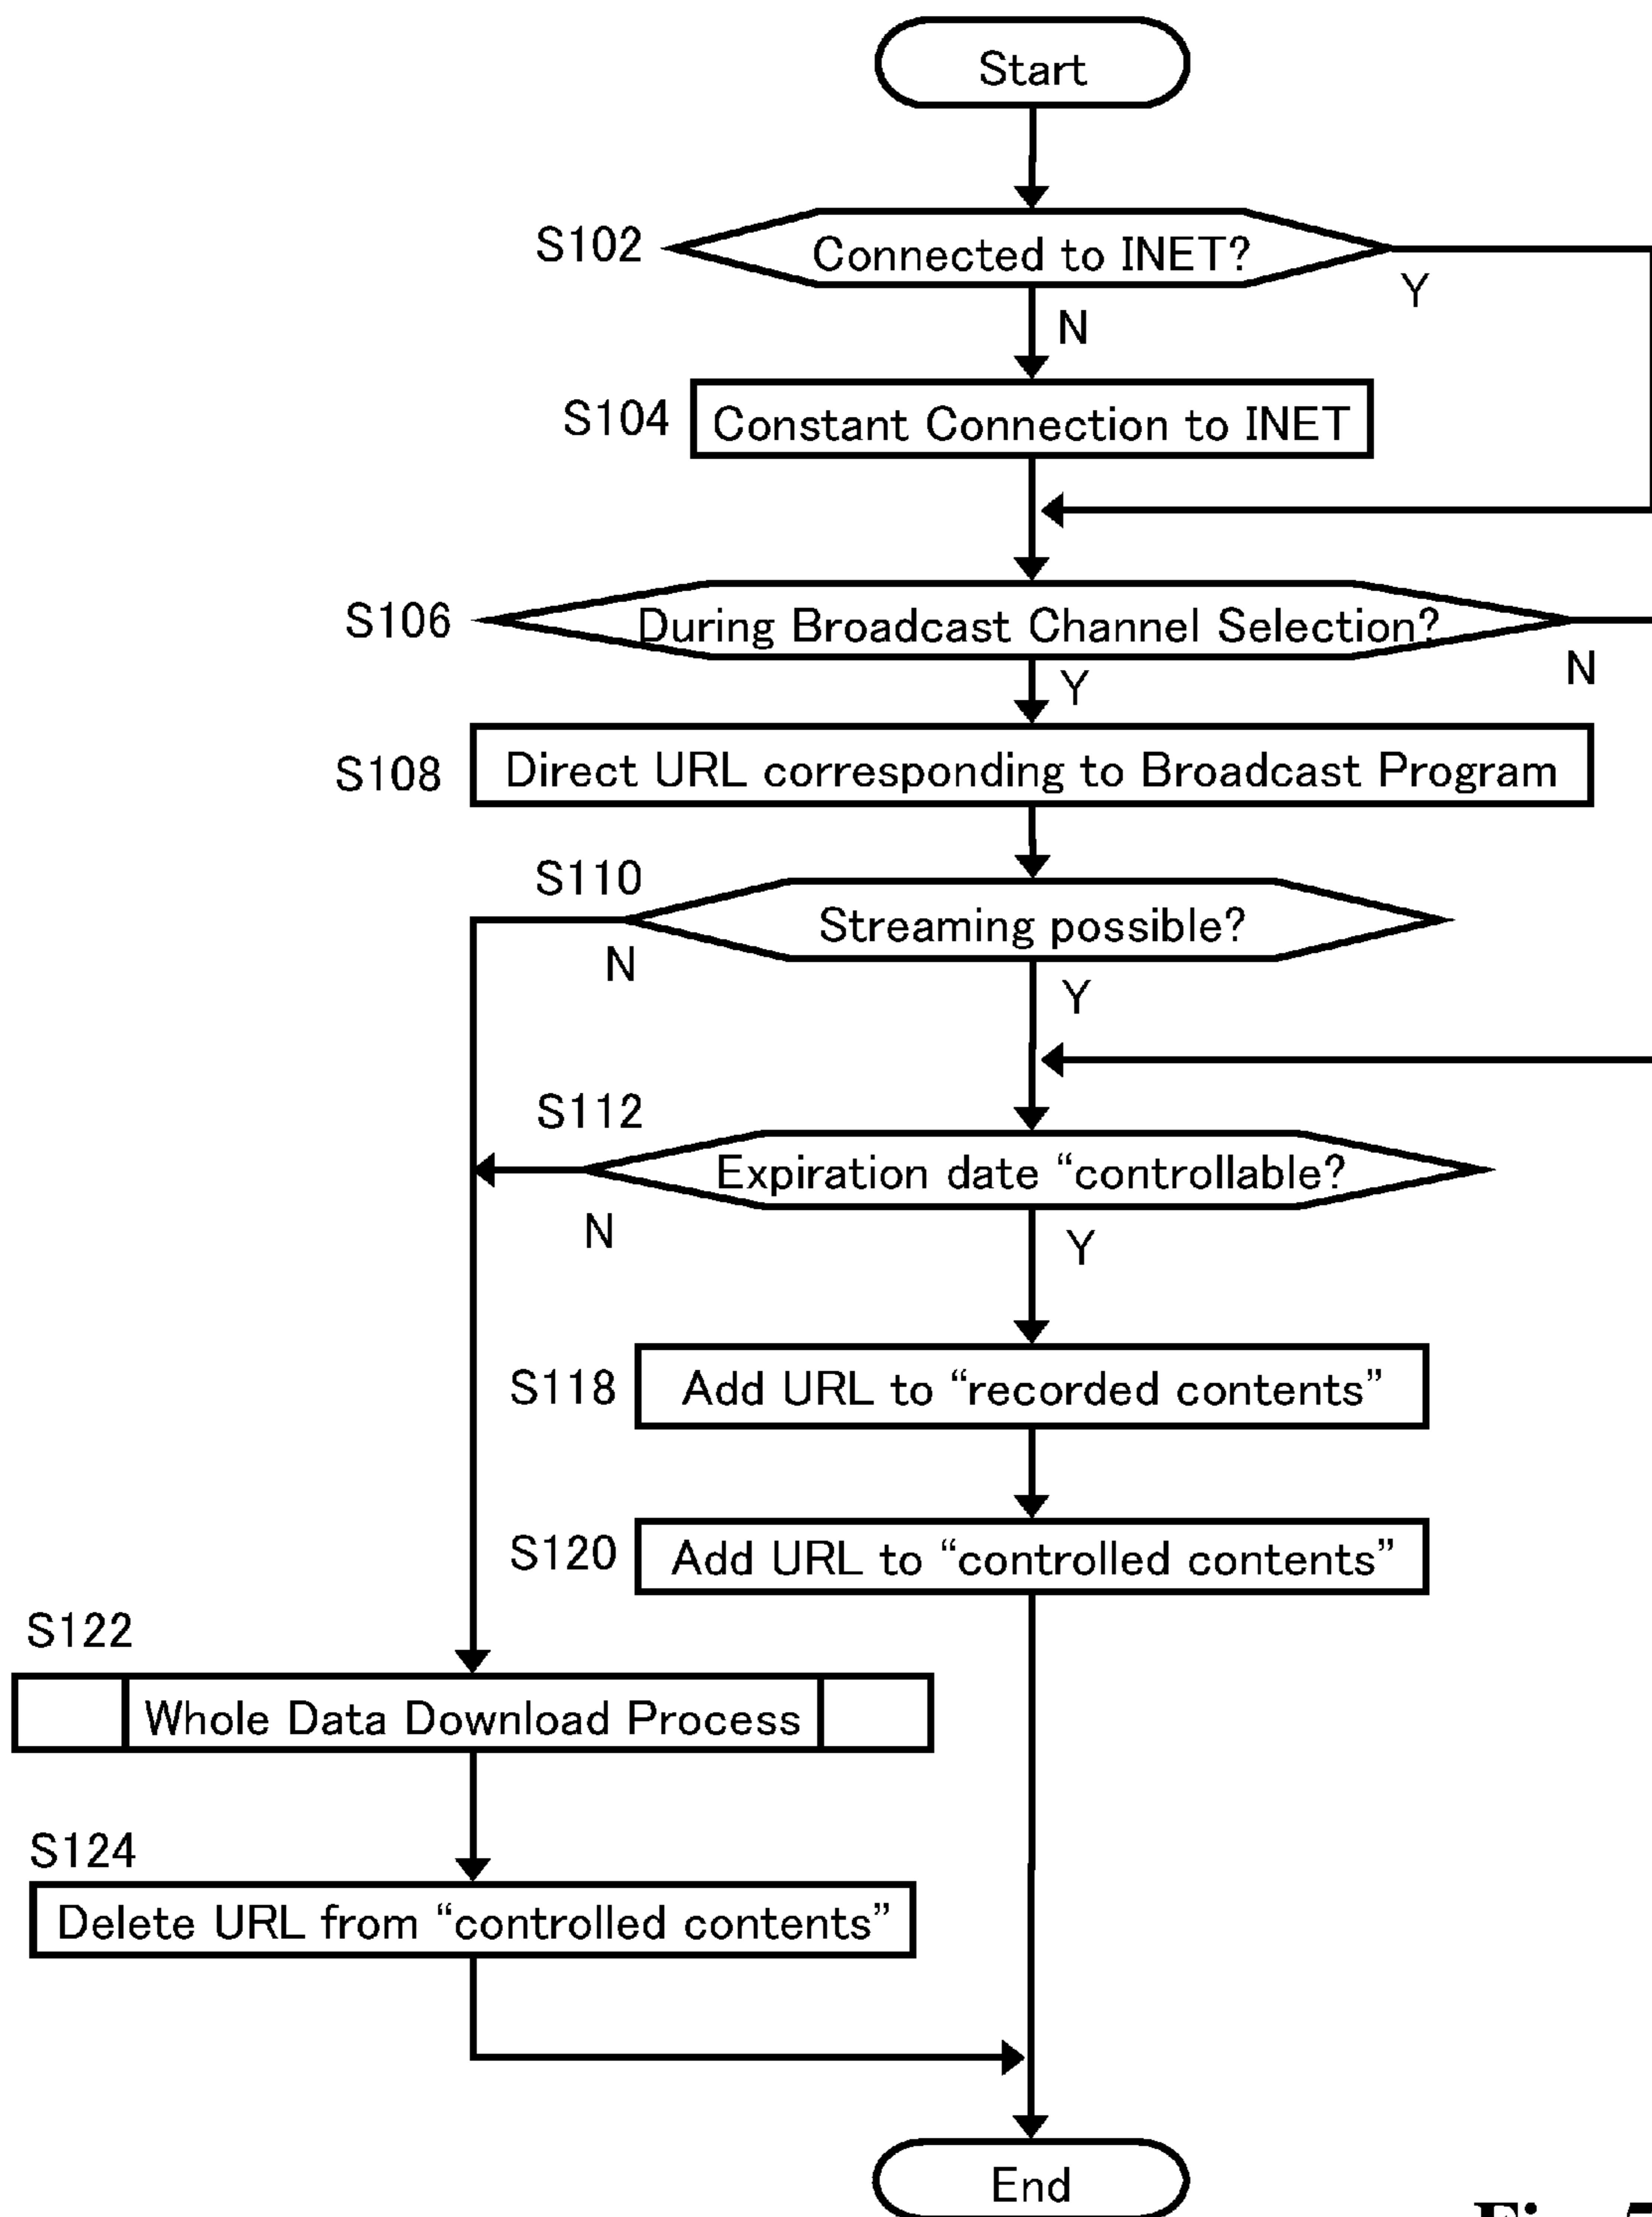 Start
S102
Connected to INET?
Y
N
S104
Constant Connection to INET
S106
During Broadcast Channel Selection?
N
Y
S108
Direct URL corresponding to Broadcast Program
S110
Streaming possible?
N
Y
S112
Expiration date “controllable?
N
Y
S118
Add URL to “recorded contents”
S120
Add URL to “controlled contents”
S122
Whole Data Download Process
S124
Delete URL from “controlled contents”
End